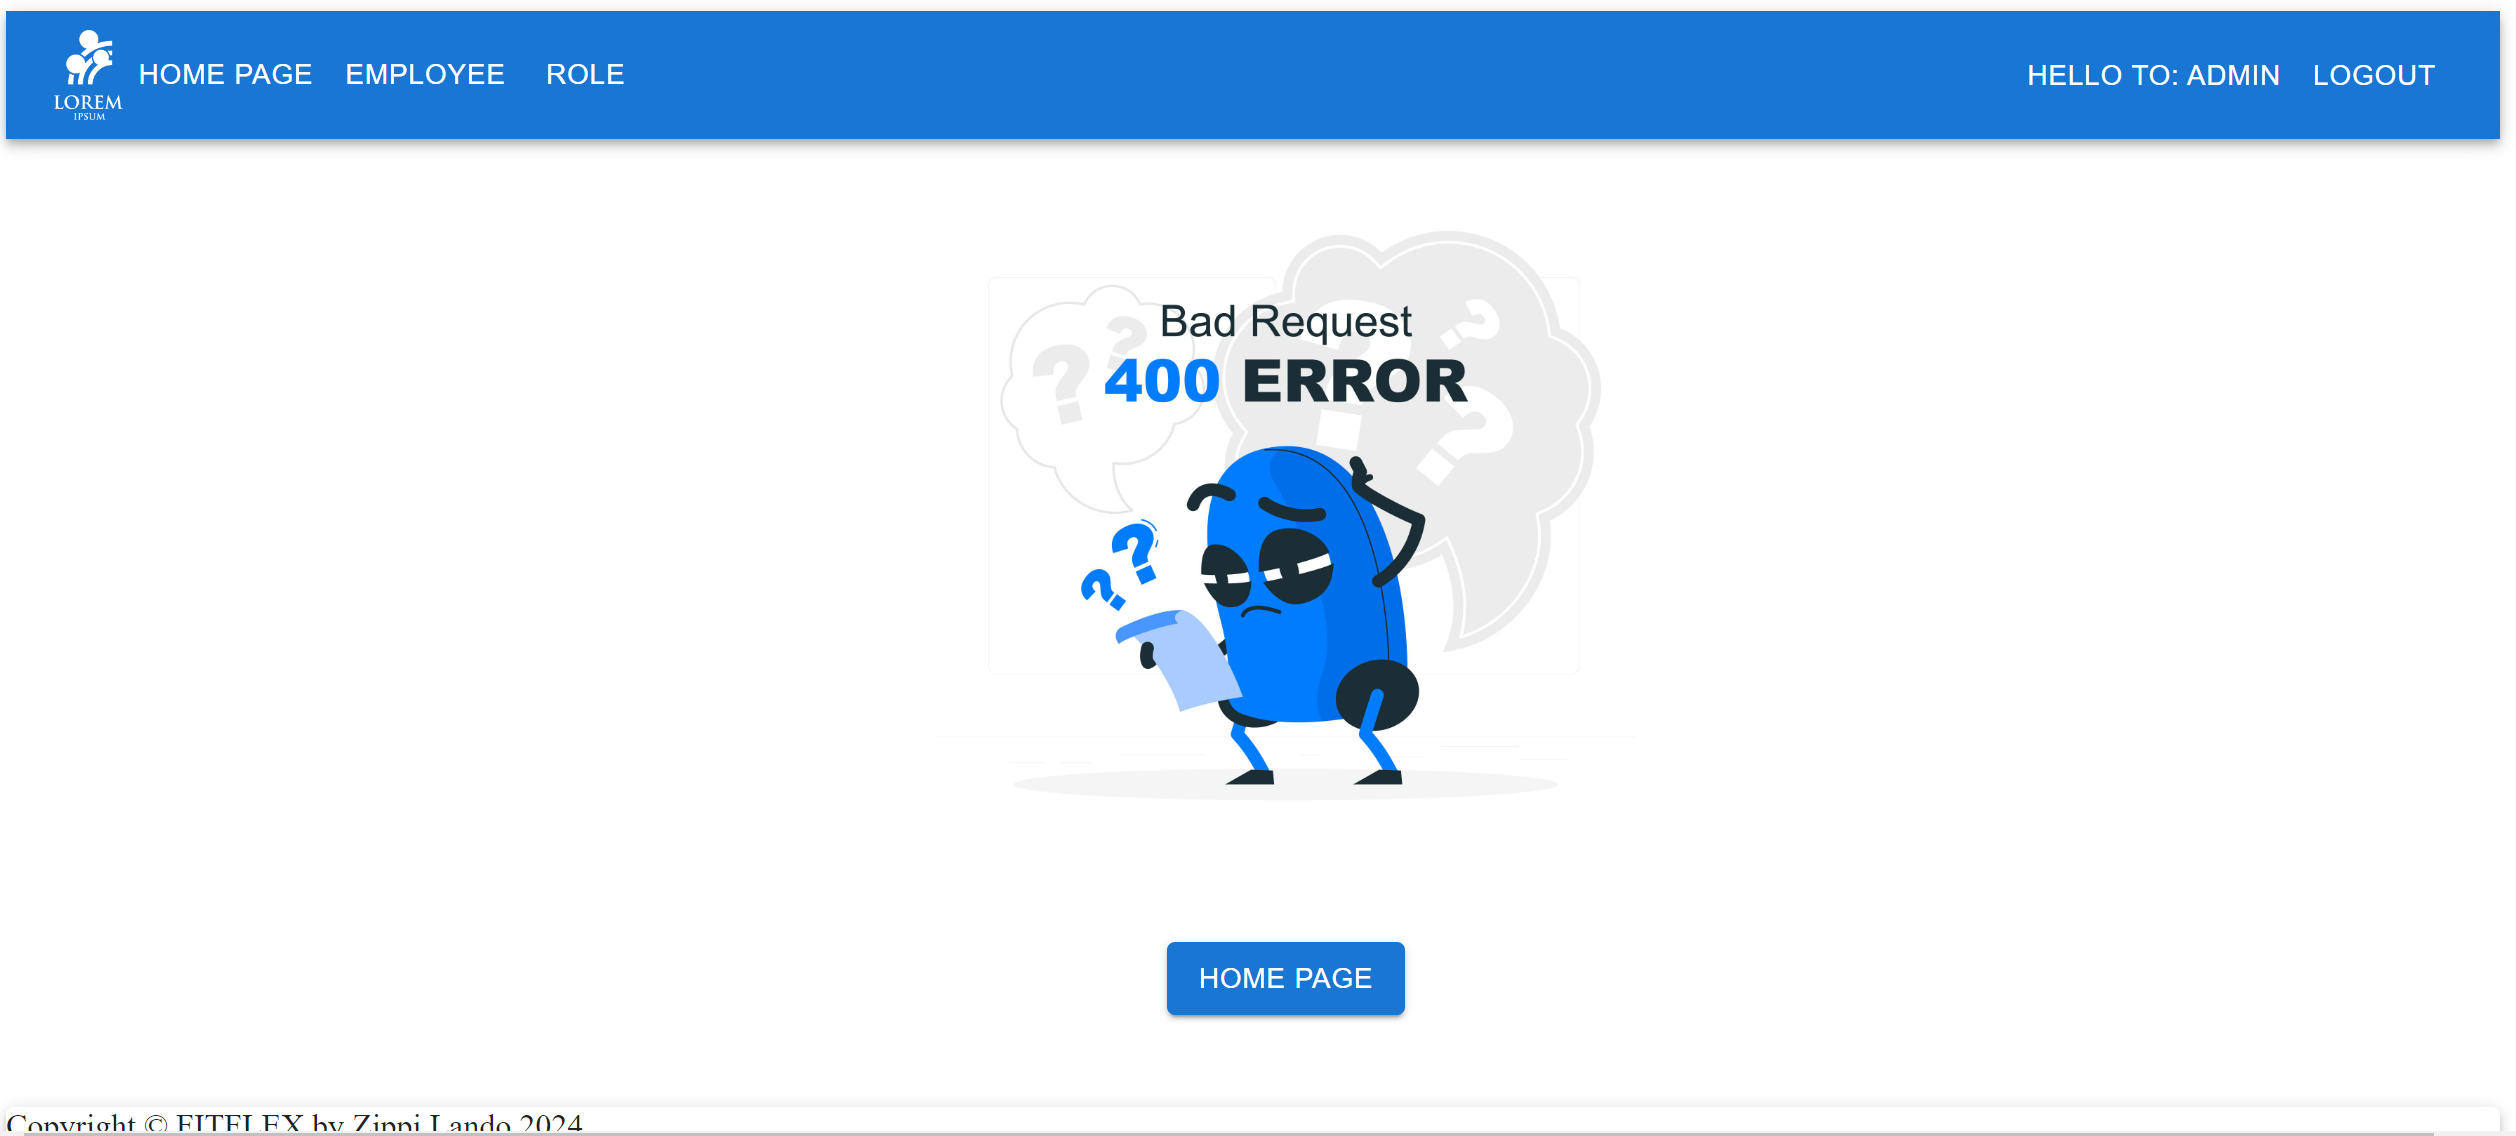 LOREM
IPSUM
HOME PAGE EMPLOYEE ROLE
HELLO TO: ADMIN LOGOUT
Bad Request
400 ERROR
HOME PAGE
Copyright © by Zippi Lando 2024